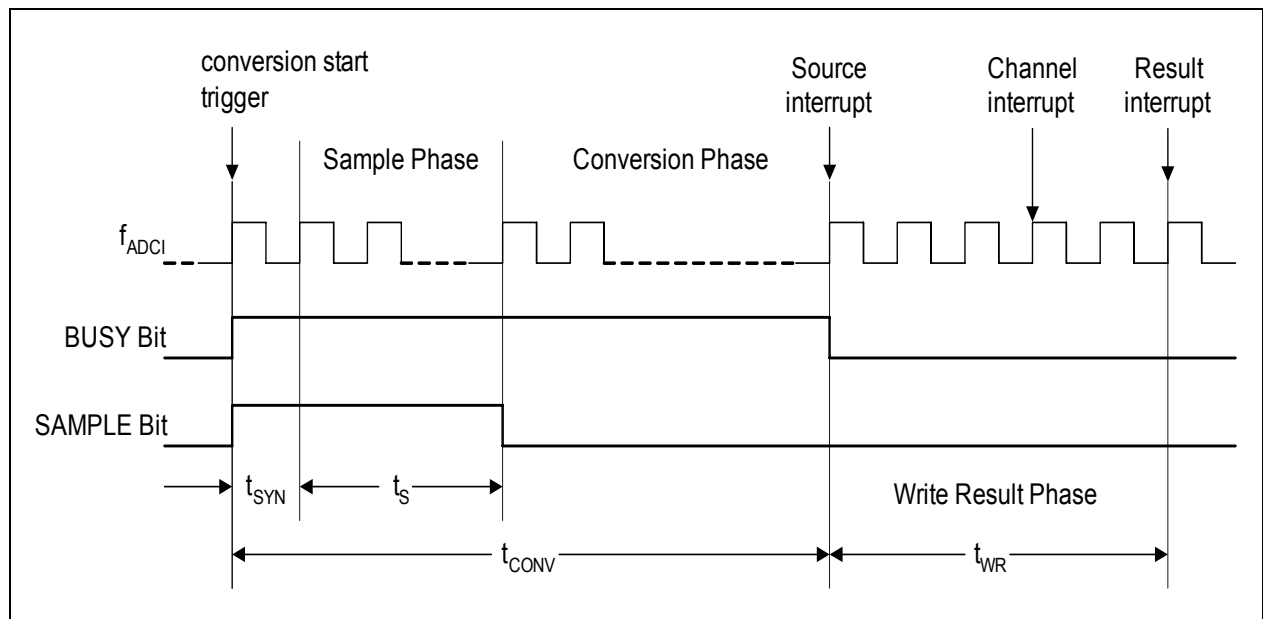 conversion start
trigger
Source
interrupt
Channel
interrupt
Result
interrupt
Sample Phase
Conversion Phase
fADCI
BUSY Bit
SAMPLE Bit
tSYN
tS
Write Result Phase
tCONV
tWR